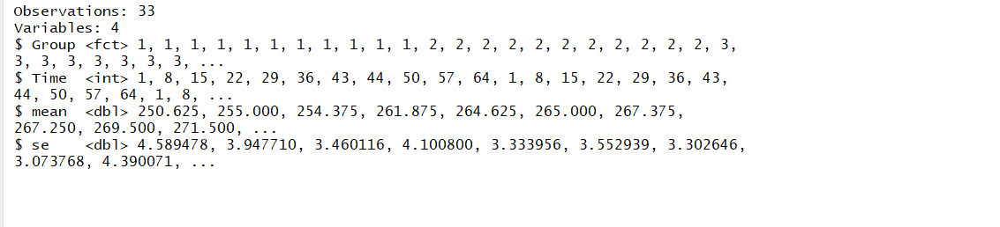 Observations: 33
Variables: 4
$ Group <fct> 1, 1, 1, 1, 1, 1, 1, 1, 1, 1, 1, 2, 2, 2, 2, 2, 2, 2, 2, 2, 2, 2, 3,
3, 3, 3, 3, 3, 3, 3, ...
$ Time  <int> 1, 8, 15, 22, 29, 36, 43, 44, 50, 57, 64, 1, 8, 15, 22, 29, 36, 43,
44, 50, 57, 64, 1, 8, ...
$ mean  <dbl> 250.625, 255.000, 254.375, 261.875, 264.625, 265.000, 267.375,
267.250, 269.500, 271.500, ...
$ se    <dbl> 4.589478, 3.947710, 3.460116, 4.100800, 3.333956, 3.552939, 3.302646,
3.073768, 4.390071, ...